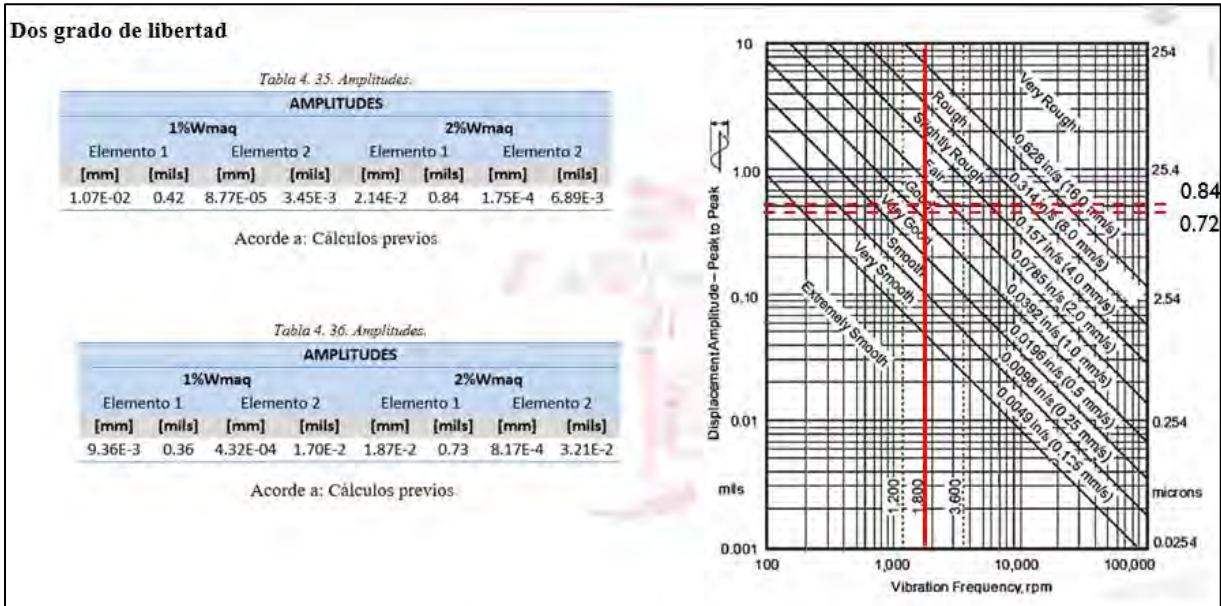 Dos grado de libertad
Tabla 4. 35. Amplitudes.
AMPLITUDES
1%Wmaq 2%Wmaq
Elemento 1 Elemento 2 Elemento 1 Elemento 2
[mm] [mils] [mm] [mils] [mm] [mils] [mm] [mils]
1.07E-02 0.42 8.77E-05 3.45E-3 2.14E-2 0.84 1.75E-4 6.89E-3
Acorde a: Cálculos previos
Tabla 4. 36. Amplitudes.
AMPLITUDES
1%Wmaq 2%Wmaq
Elemento 1 Elemento 2 Elemento 1 Elemento 2
[mm] [mils] [mm] [mils] [mm] [mils] [mm] [mils]
9.36E-3 0.36 4.32E-04 1.70E-2 1.87E-2 0.73 8.17E-4 3.21E-2
Acorde a: Cálculos previos
Displacement Amplitude – Peak to Peak
10
1.00
0.10
0.01
mils
0.001
254
25.4
0.84
0.72
2.54
0.254
microns
0.0254
Very Rough
Rough
Slightly Rough
Fair
Good
Very Good
Smooth
Very Smooth
Extremely Smooth
0.628 in/s (16.0 mm/s)
0.314 in/s (8.0 mm/s)
0.157 in/s (4.0 mm/s)
0.0785 in/s (2.0 mm/s)
0.0392 in/s (1.0 mm/s)
0.0196 in/s (0.5 mm/s)
0.0098 in/s (0.25 mm/s)
0.0049 in/s (0.125 mm/s)
1,200
1,800
3,600
100 1,000 10,000 100,000
Vibration Frequency, rpm